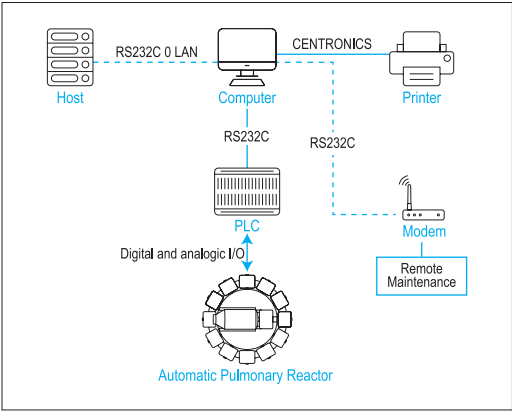 RS232C 0 LAN
CENTRONICS
Host
Computer
Printer
RS232C
RS232C
PLC
Modem
Digital and analogic I/O
Remote
Maintenance
Automatic Pulmonary Reactor